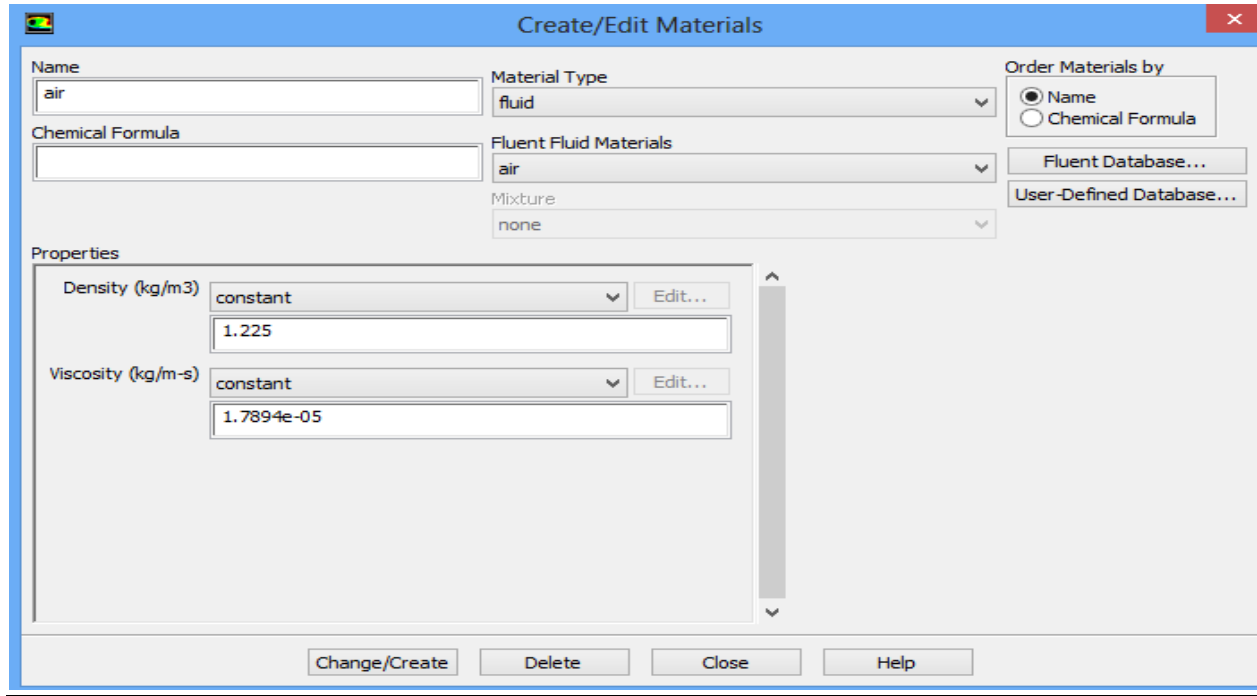 Create/Edit Materials
Name
air
Chemical Formula
Material Type
fluid
Fluent Fluid Materials
air
Mixture
none
Order Materials by
Name
Chemical Formula
Fluent Database...
User-Defined Database...
Properties
Density (kg/m3) constant Edit...
1.225
Viscosity (kg/m-s) constant Edit...
1.7894e-05
Change/Create Delete Close Help